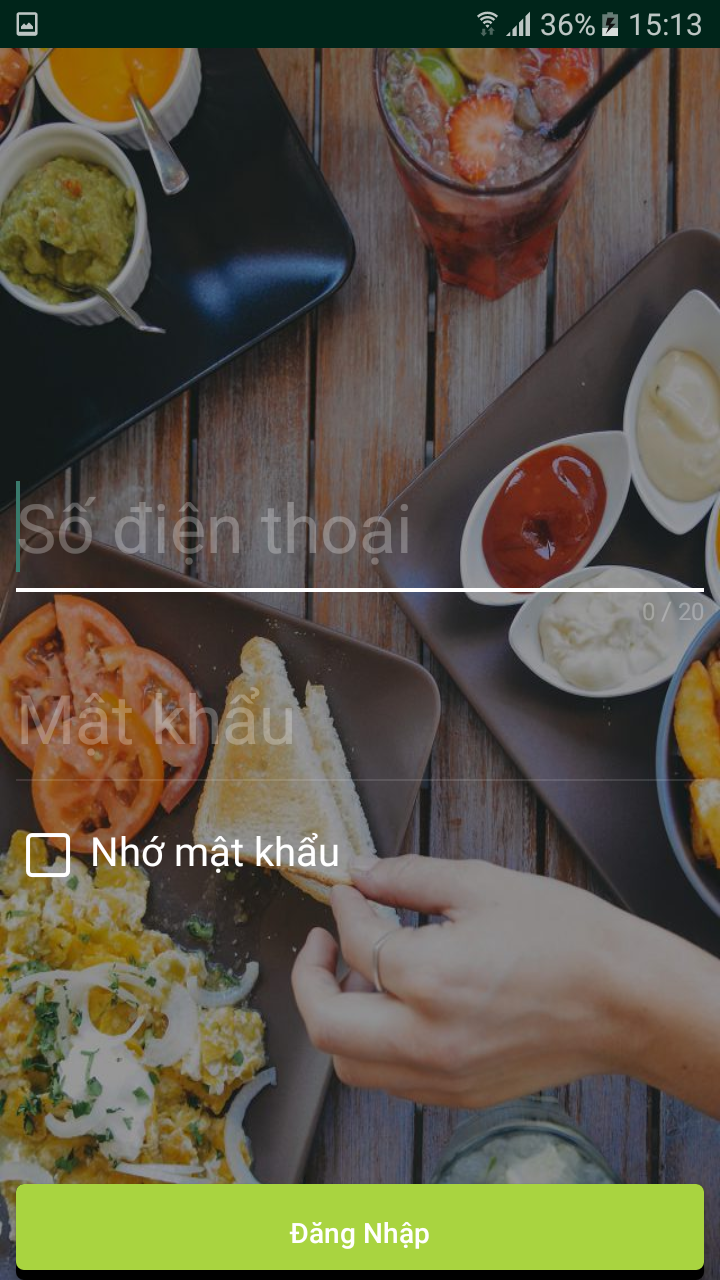 36% 15:13
Số điện thoại
0 / 20
Mật khẩu
Nhớ mật khẩu
Đăng Nhập